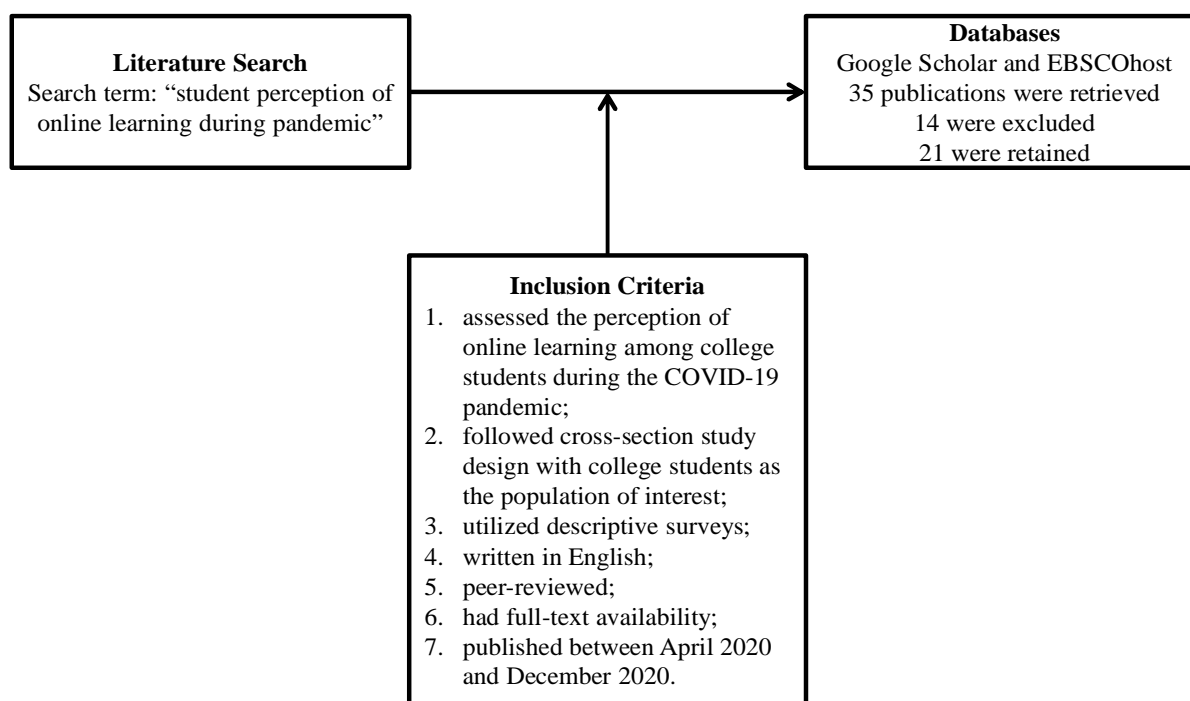 Literature Search
Search term: “student perception of
online learning during pandemic”
Databases
Google Scholar and EBSCOhost
35 publications were retrieved
14 were excluded
21 were retained
Inclusion Criteria
1. assessed the perception of
online learning among college
students during the COVID-19
pandemic;
2. followed cross-section study
design with college students as
the population of interest;
3. utilized descriptive surveys;
4. written in English;
5. peer-reviewed;
6. had full-text availability;
7. published between April 2020
and December 2020.